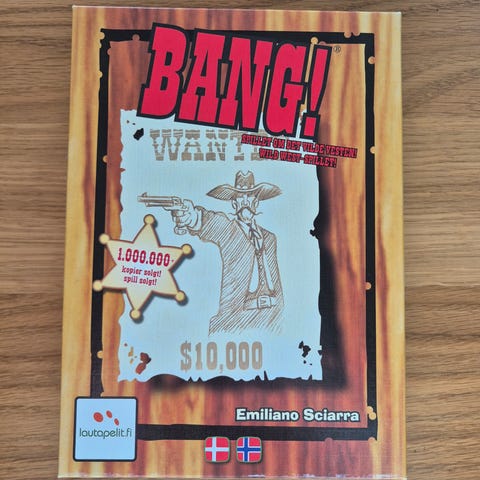 BANG!®
WANTE
SPILLET OM DET VILDE VESTEN!
WILD WEST-SPILLET!
1.000.000+
kopier solgt!
spill solgt!
$10,000
Emiliano Sciarra
lautapelit.fi